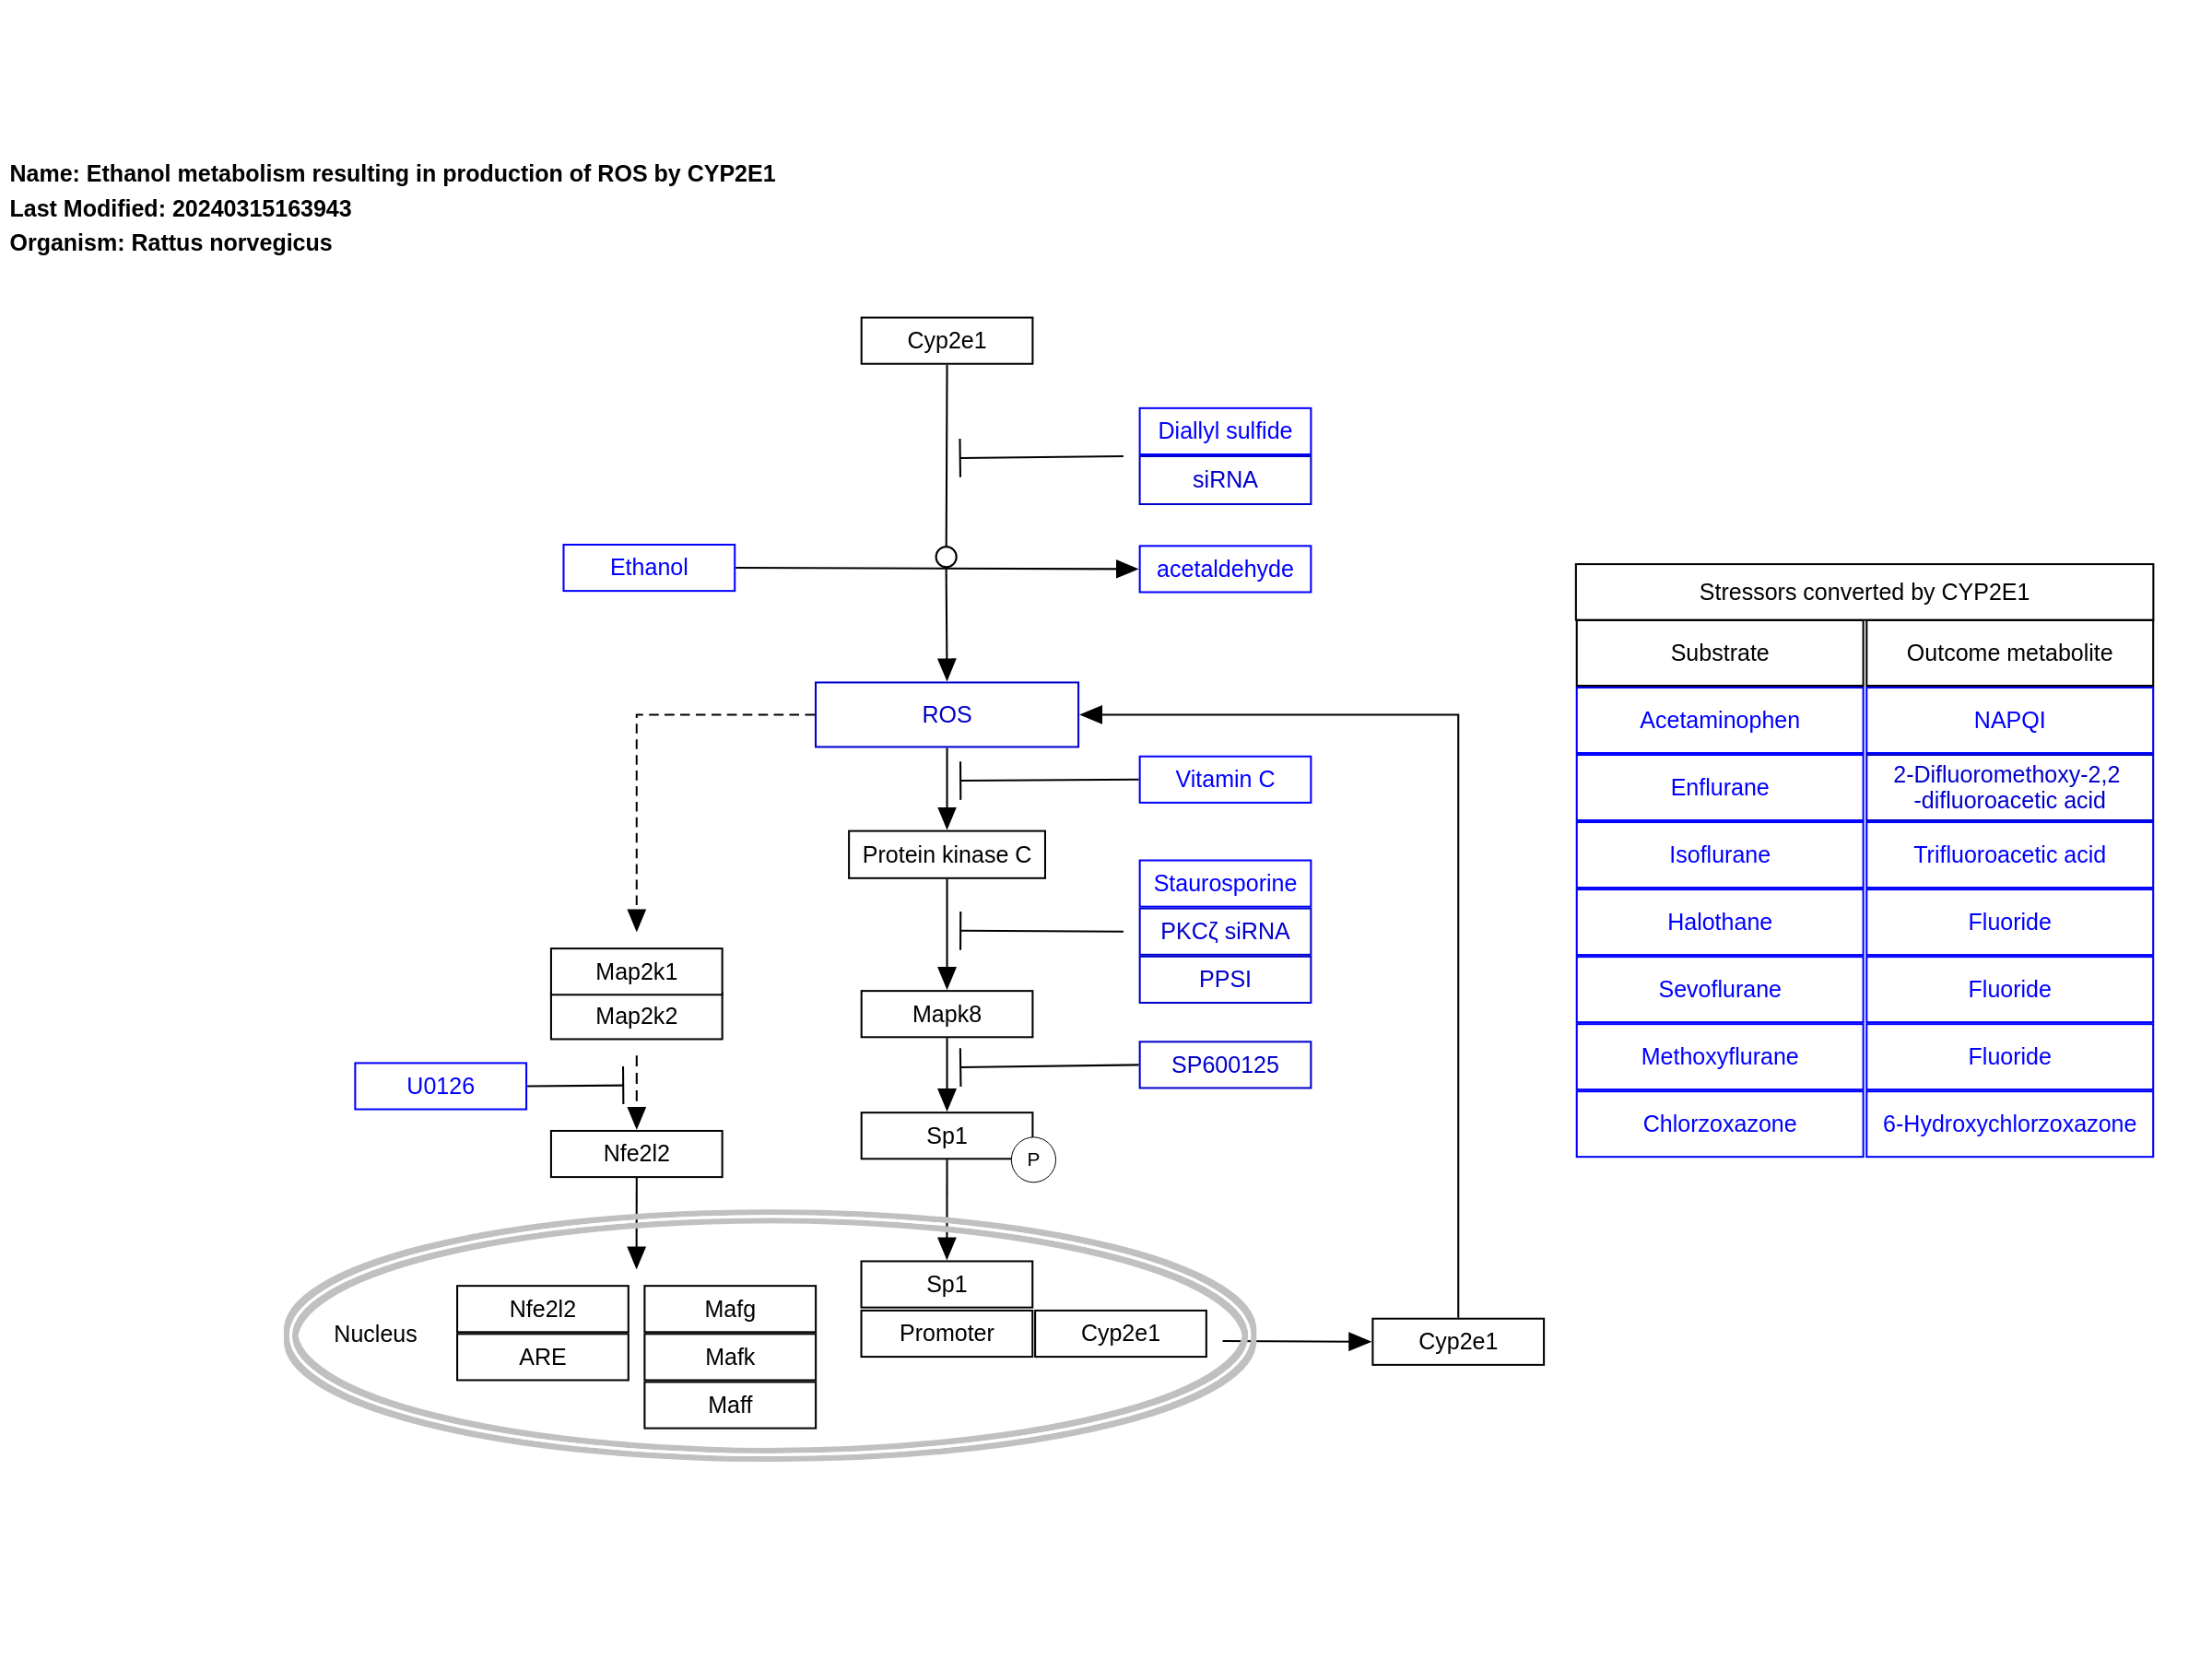 Name: Ethanol metabolism resulting in production of ROS by CYP2E1
Last Modified: 20240315163943
Organism: Rattus norvegicus
Cyp2e1
Diallyl sulfide
siRNA
Ethanol
acetaldehyde
ROS
Vitamin C
Protein kinase C
Staurosporine
PKCζ siRNA
PPSI
Map2k1
Map2k2
Mapk8
U0126
SP600125
Nfe2l2
Sp1
P
Nucleus
Nfe2l2
ARE
Mafg
Mafk
Maff
Sp1
Promoter
Cyp2e1
Cyp2e1
Stressors converted by CYP2E1
Substrate
Outcome metabolite
Acetaminophen
NAPQI
Enflurane
2-Difluoromethoxy-2,2
-difluoroacetic acid
Isoflurane
Trifluoroacetic acid
Halothane
Fluoride
Sevoflurane
Fluoride
Methoxyflurane
Fluoride
Chlorzoxazone
6-Hydroxychlorzoxazone